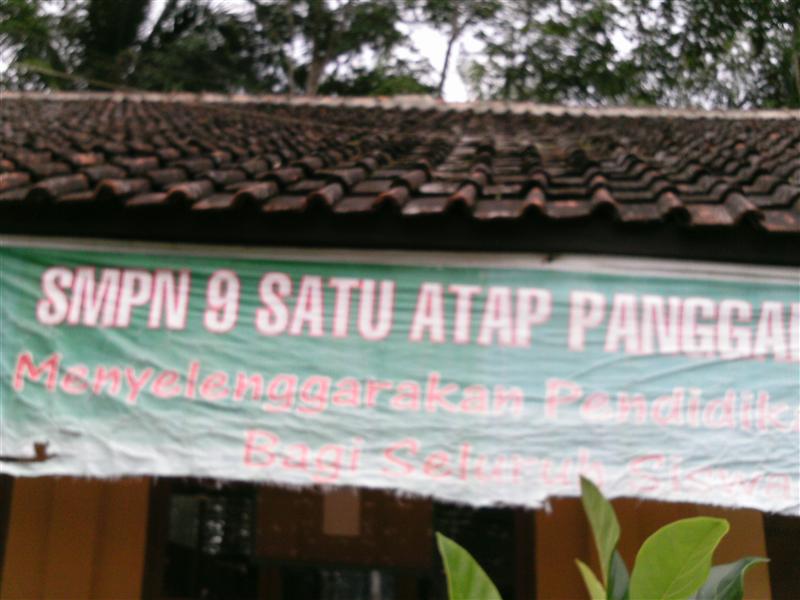 SMPN 9 SATU ATAP PANGGA
Menyelenggarakan Pendidik
Bagi Seluruh Siswa